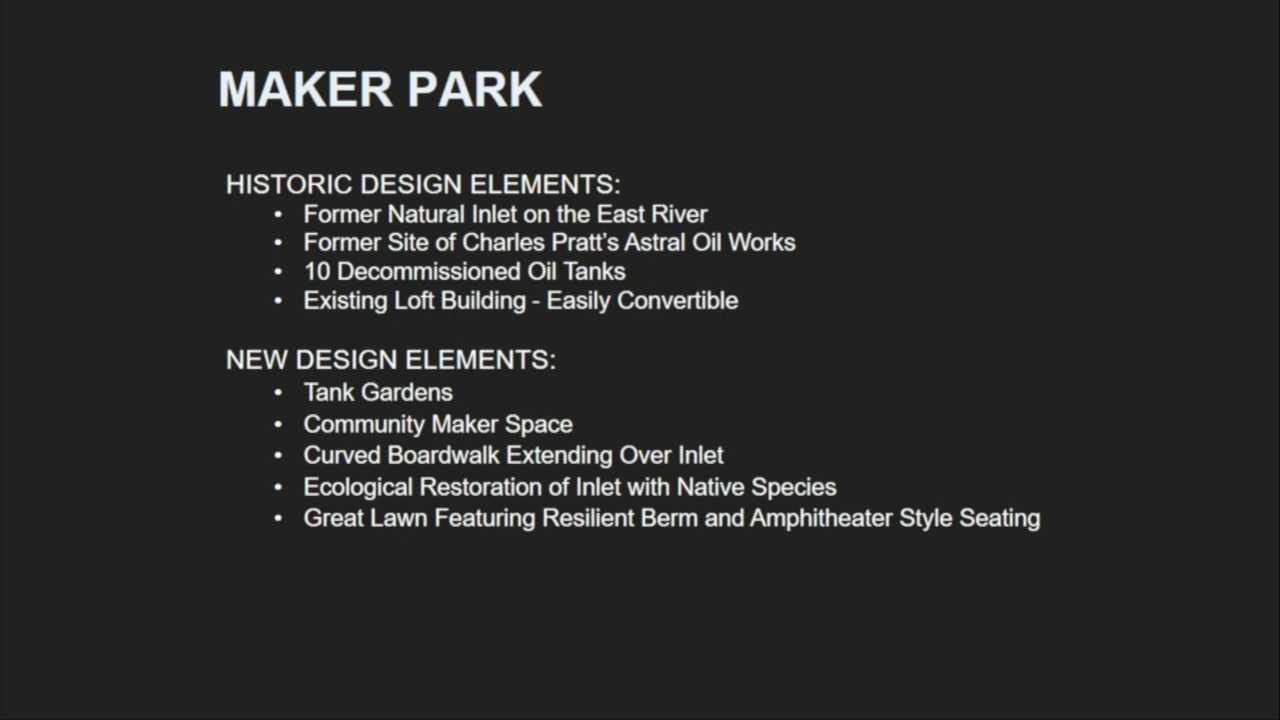 MAKER PARK
HISTORIC DESIGN ELEMENTS:
• Former Natural Inlet on the East River
• Former Site of Charles Pratt’s Astral Oil Works
• 10 Decommissioned Oil Tanks
• Existing Loft Building - Easily Convertible
NEW DESIGN ELEMENTS:
• Tank Gardens
• Community Maker Space
• Curved Boardwalk Extending Over Inlet
• Ecological Restoration of Inlet with Native Species
• Great Lawn Featuring Resilient Berm and Amphitheater Style Seating